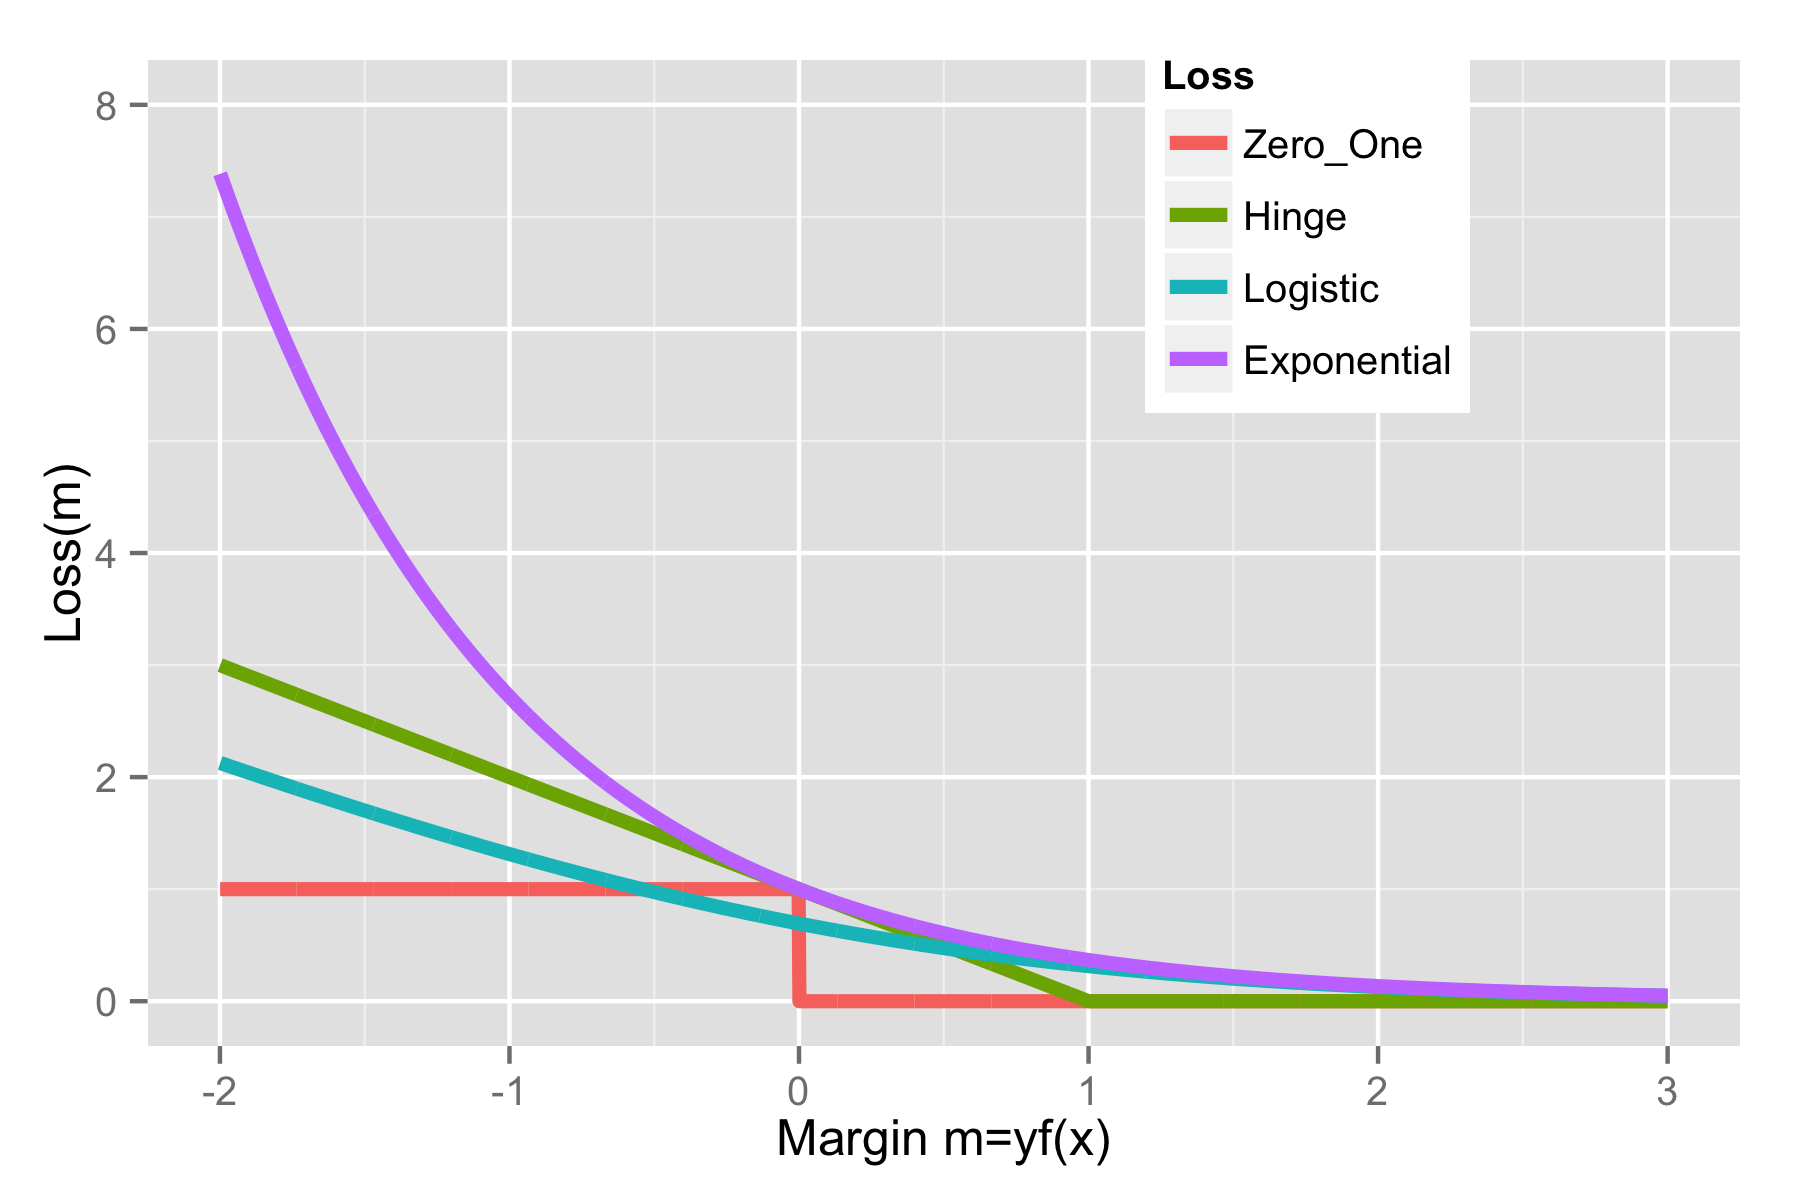 Loss
Zero_One
Hinge
Logistic
Exponential
8
6
4
2
0
Loss(m)
-2
-1
0
1
2
3
Margin m=yf(x)